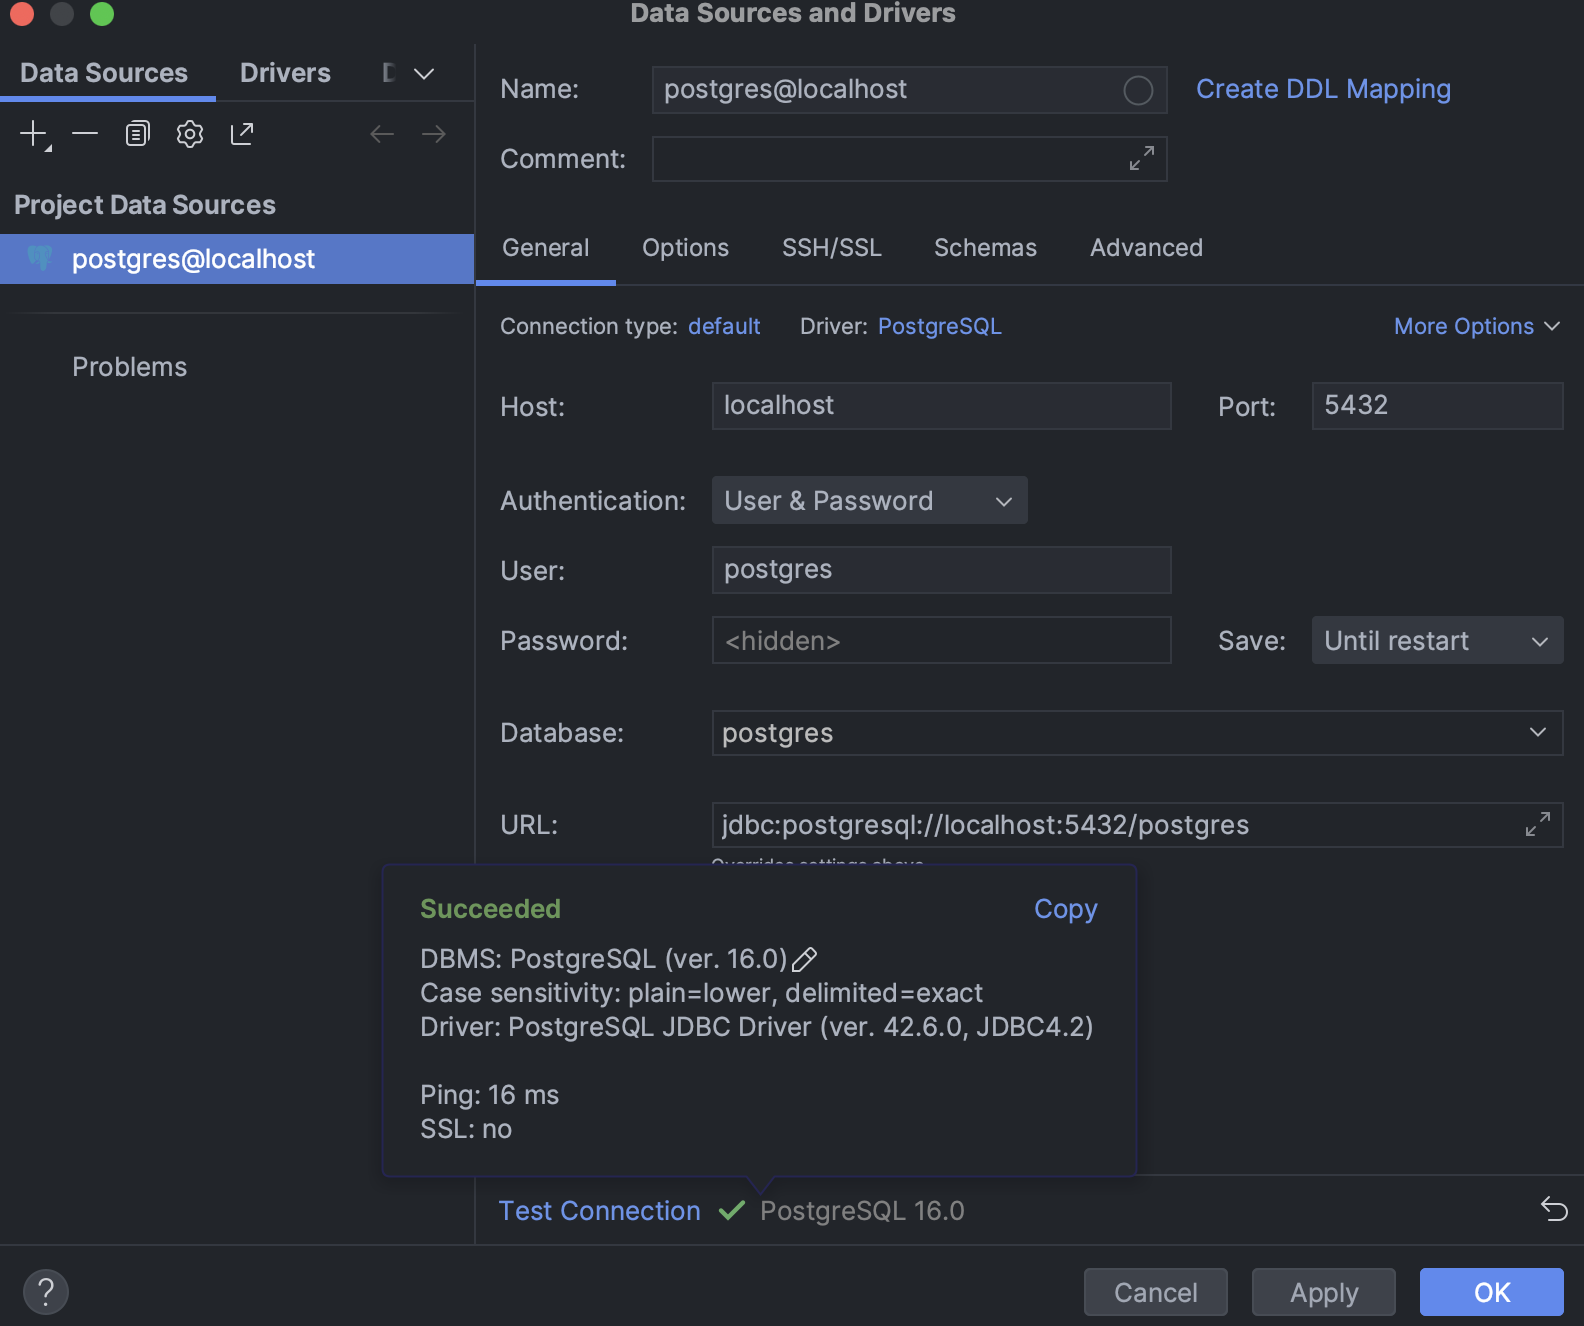 Data Sources and Drivers
Data Sources
Drivers
Project Data Sources
postgres@localhost
Problems
Name: postgres@localhost Create DDL Mapping
Comment:
General Options SSH/SSL Schemas Advanced
Connection type: default Driver: PostgreSQL More Options
Host: localhost Port: 5432
Authentication: User & Password
User: postgres
Password: <hidden> Save: Until restart
Database: postgres
URL: jdbc:postgresql://localhost:5432/postgres
Overrides settings above
Succeeded Copy
DBMS: PostgreSQL (ver. 16.0)
Case sensitivity: plain=lower, delimited=exact
Driver: PostgreSQL JDBC Driver (ver. 42.6.0, JDBC4.2)
Ping: 16 ms
SSL: no
Test Connection PostgreSQL 16.0
? Cancel Apply OK